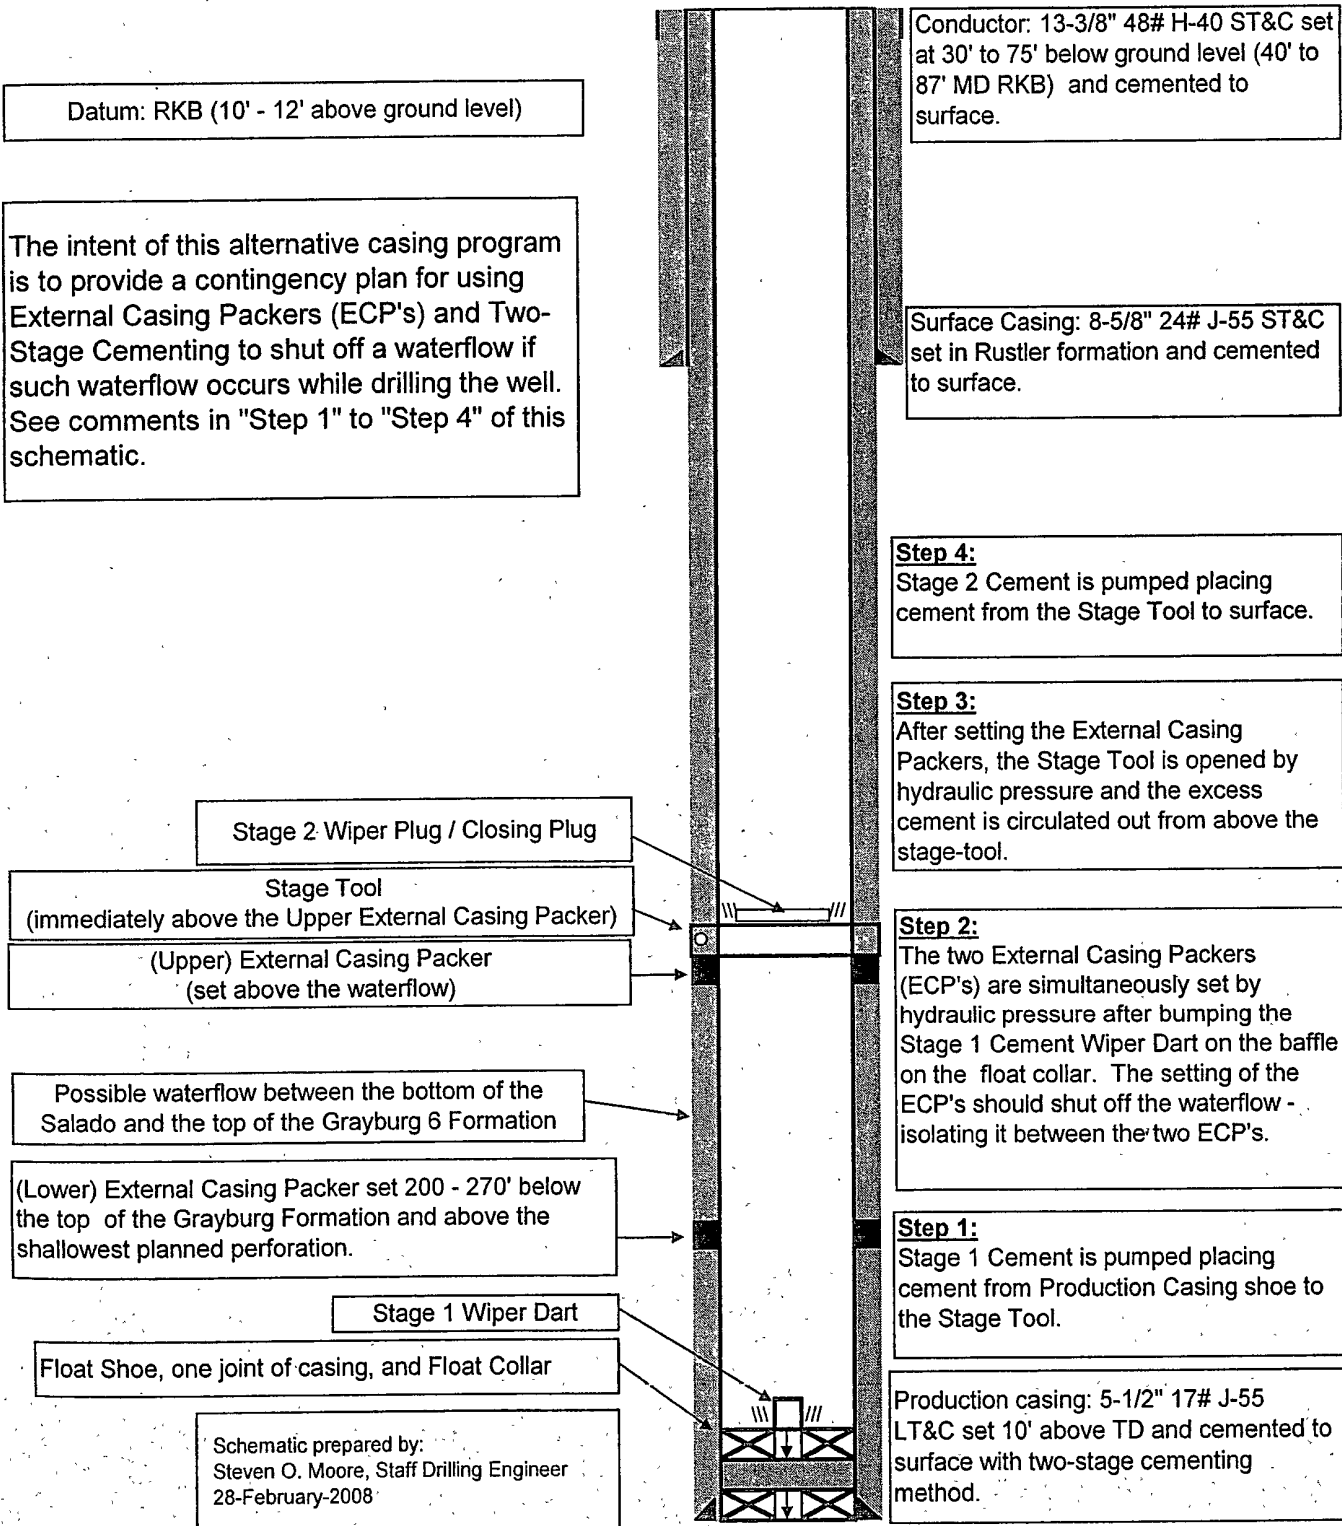 Conductor: 13-3/8" 48# H-40 ST&C set
at 30' to 75' below ground level (40' to
87' MD RKB) and cemented to
surface.
Datum: RKB (10' - 12' above ground level)
The intent of this alternative casing program
is to provide a contingency plan for using
External Casing Packers (ECP's) and Two-
Stage Cementing to shut off a waterflow if
such waterflow occurs while drilling the well.
See comments in "Step 1" to "Step 4" of this
schematic.
Surface Casing: 8-5/8" 24# J-55 ST&C
set in Rustler formation and cemented
to surface.
Step 4:
Stage 2 Cement is pumped placing
cement from the Stage Tool to surface.
Step 3:
After setting the External Casing
Packers, the Stage Tool is opened by
hydraulic pressure and the excess
cement is circulated out from above the
stage-tool.
Stage 2 Wiper Plug / Closing Plug
Stage Tool
(immediately above the Upper External Casing Packer)
(Upper) External Casing Packer
(set above the waterflow)
Step 2:
The two External Casing Packers
(ECP's) are simultaneously set by
hydraulic pressure after bumping the
Stage 1 Cement Wiper Dart on the baffle
on the float collar. The setting of the
ECP's should shut off the waterflow -
isolating it between the two ECP's.
Possible waterflow between the bottom of the
Salado and the top of the Grayburg 6 Formation
(Lower) External Casing Packer set 200 - 270' below
the top of the Grayburg Formation and above the
shallowest planned perforation.
Step 1:
Stage 1 Cement is pumped placing
cement from Production Casing shoe to
the Stage Tool.
Stage 1 Wiper Dart
Float Shoe, one joint of casing, and Float Collar
Production casing: 5-1/2" 17# J-55
LT&C set 10' above TD and cemented to
surface with two-stage cementing
method.
Schematic prepared by:
Steven O. Moore, Staff Drilling Engineer
28-February-2008